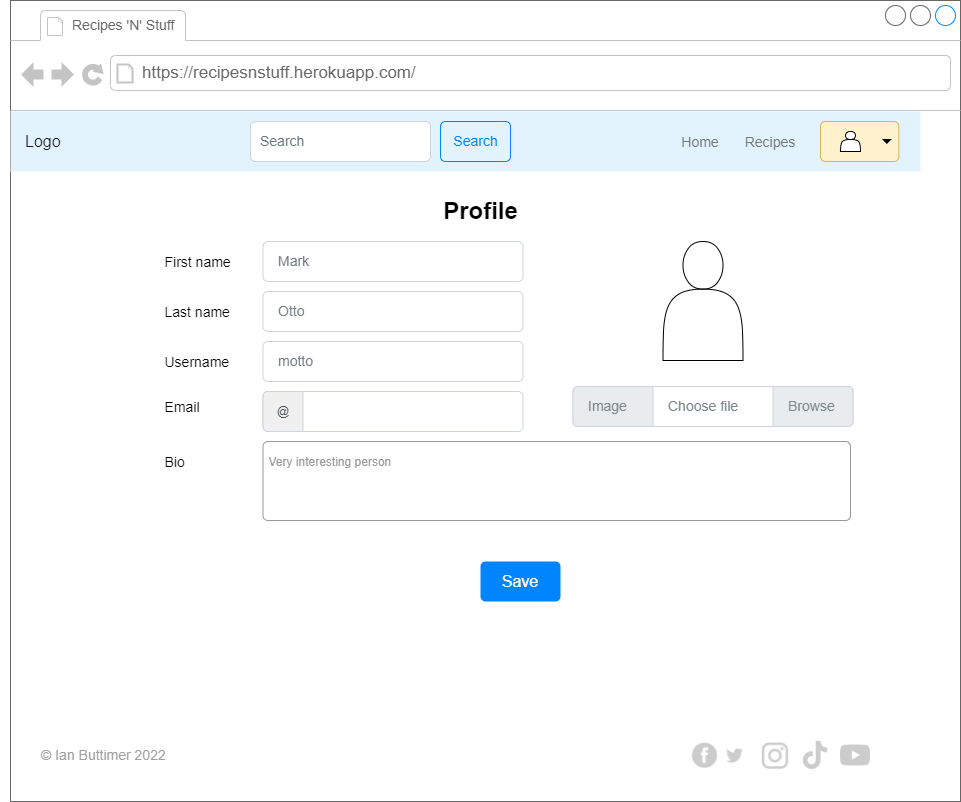 Recipes 'N' Stuff
https://recipesnstuff.herokuapp.com/
Logo
Search
Search
Home
Recipes
Profile
First name
Mark
Last name
Otto
Username
motto
Email
@
Image
Choose file
Browse
Bio
Very interesting person
Save
© Ian Buttimer 2022